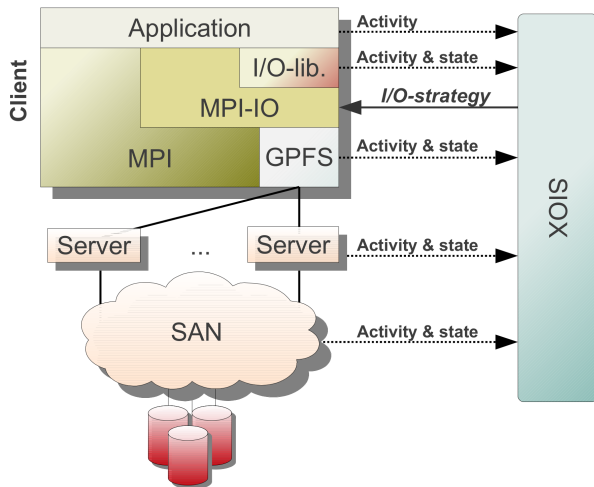 Application
Activity
Client
I/O-lib.
Activity & state
MPI-IO
I/O-strategy
MPI
GPFS
Activity & state
SIOX
Server
...
Server
Activity & state
SAN
Activity & state